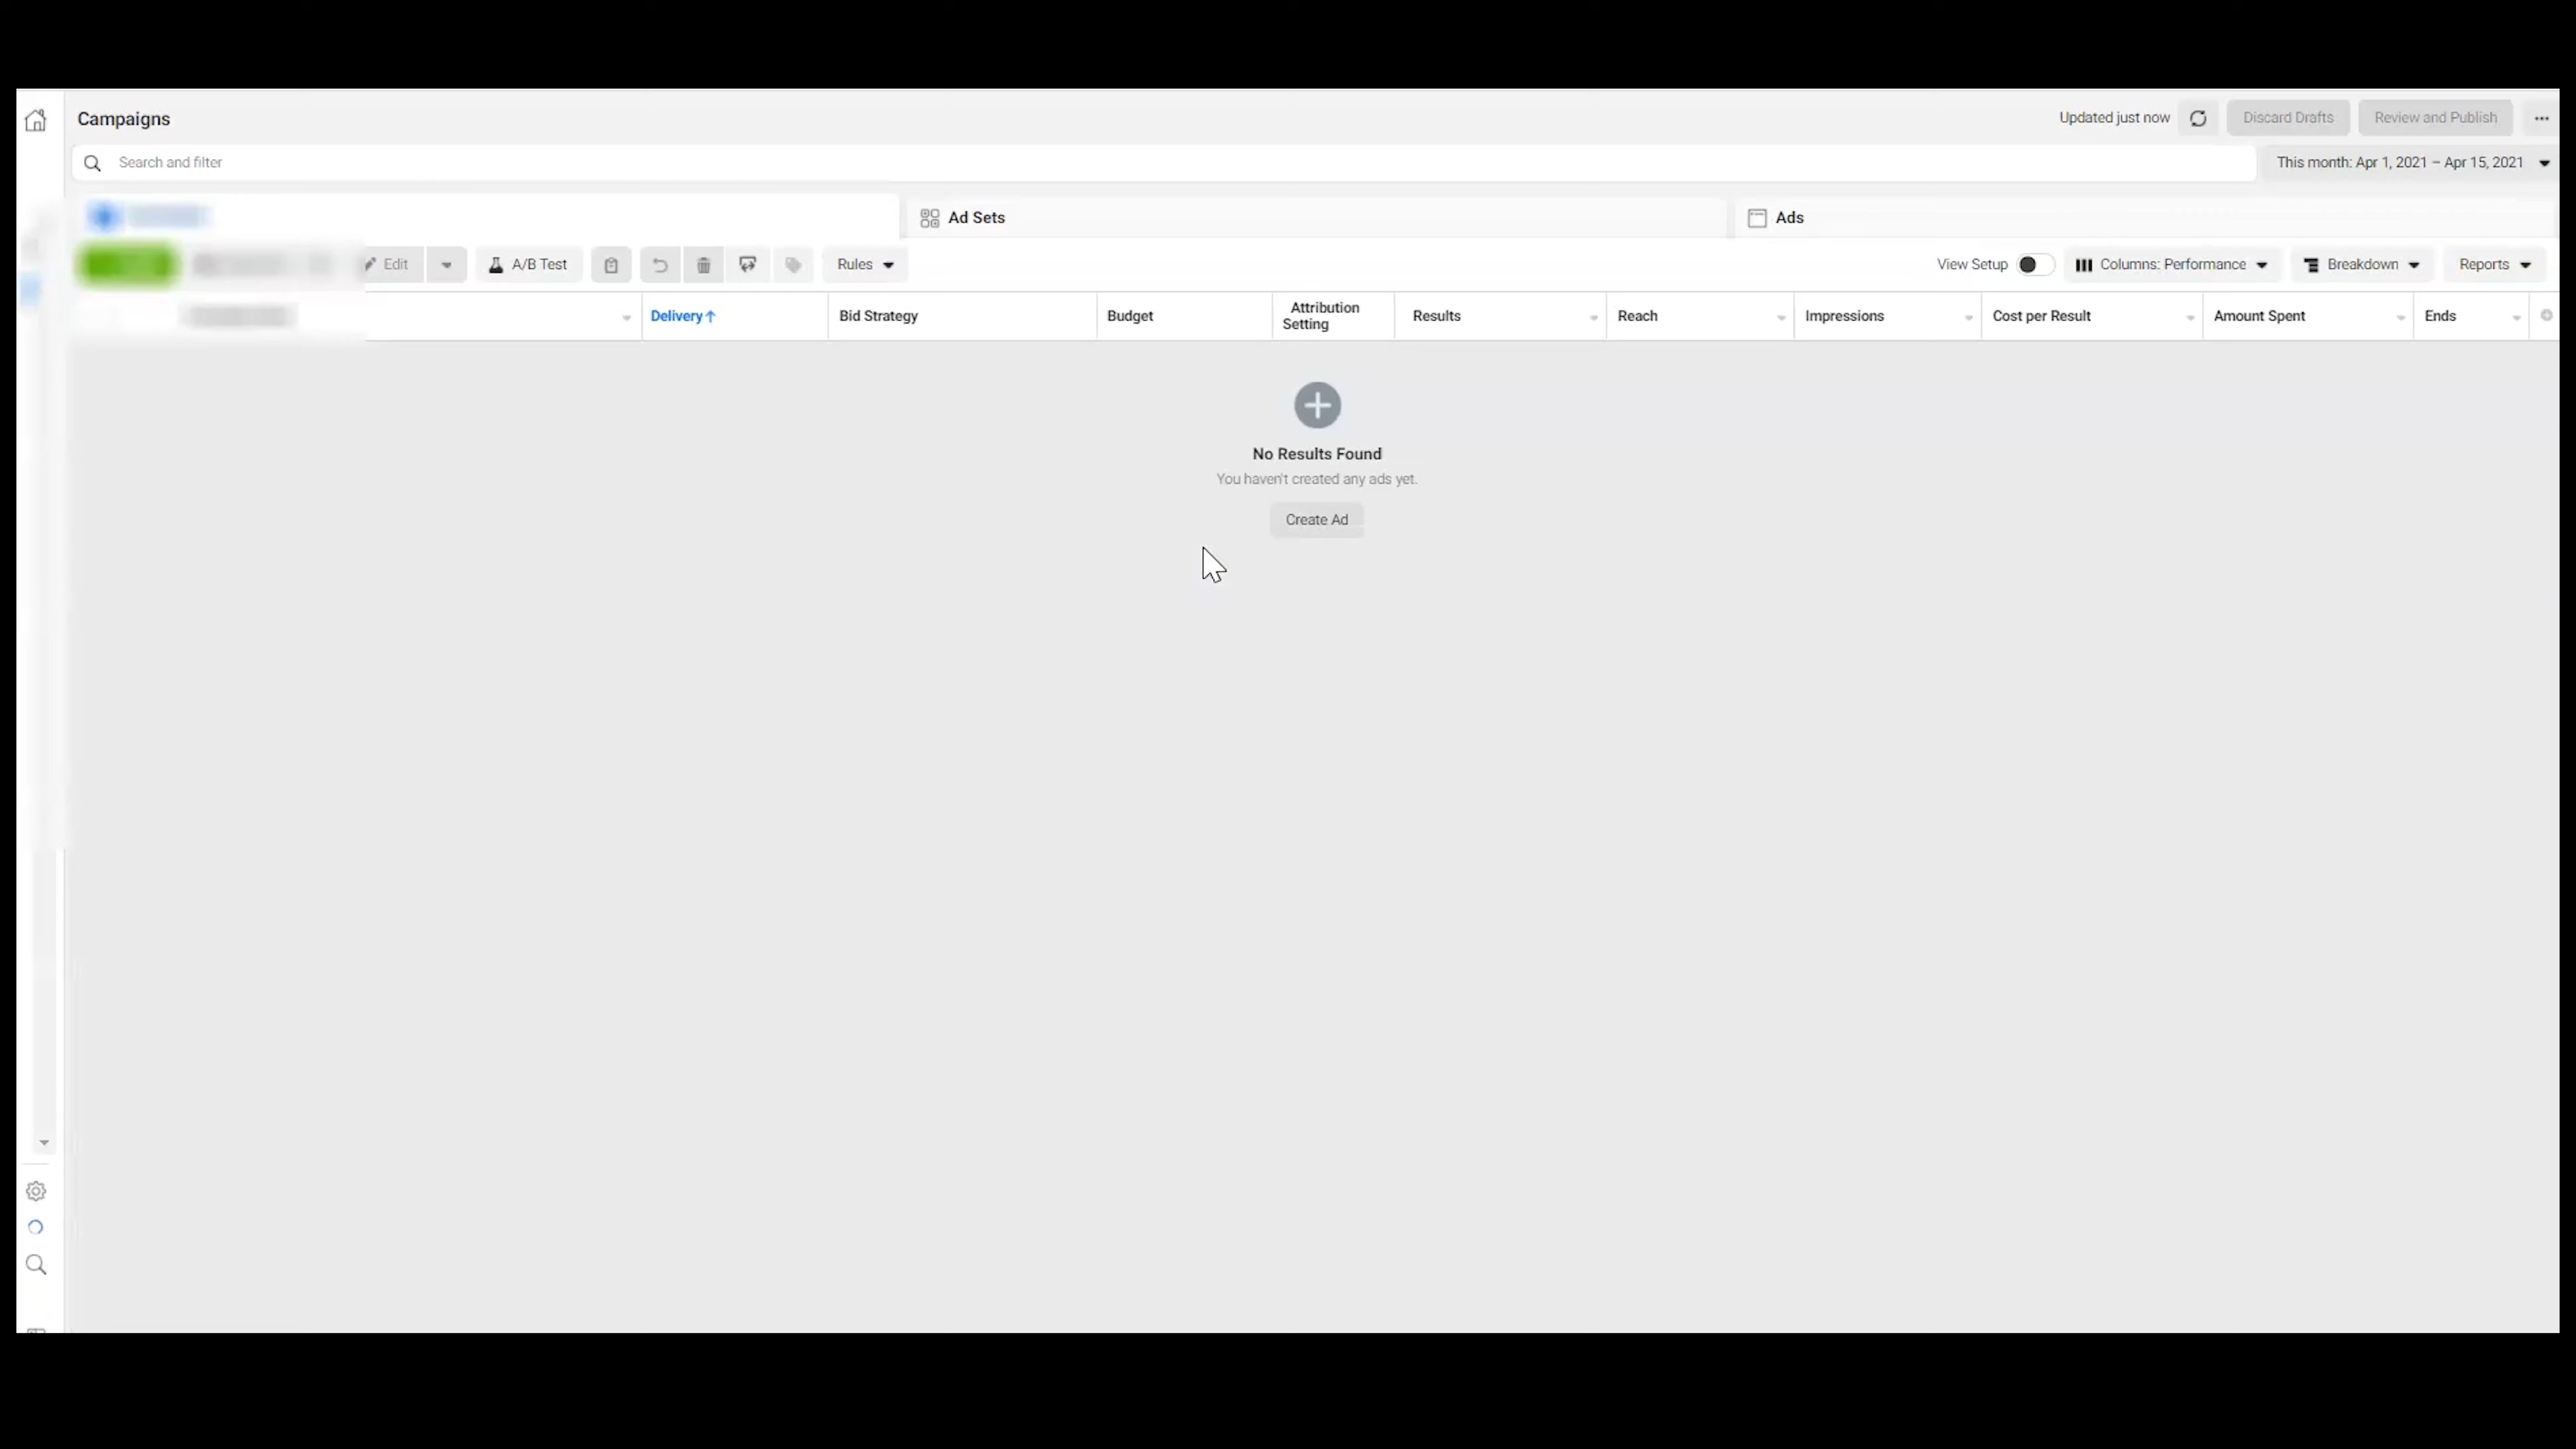 Campaigns
Updated just now
Discard Drafts
Review and Publish
Search and filter
This month: Apr 1, 2021 – Apr 15, 2021
Ad Sets
Ads
Edit
A/B Test
Rules
View Setup
Columns: Performance
Breakdown
Reports
Delivery↑
Bid Strategy
Budget
Attribution
Setting
Results
Reach
Impressions
Cost per Result
Amount Spent
Ends
No Results Found
You haven't created any ads yet.
Create Ad